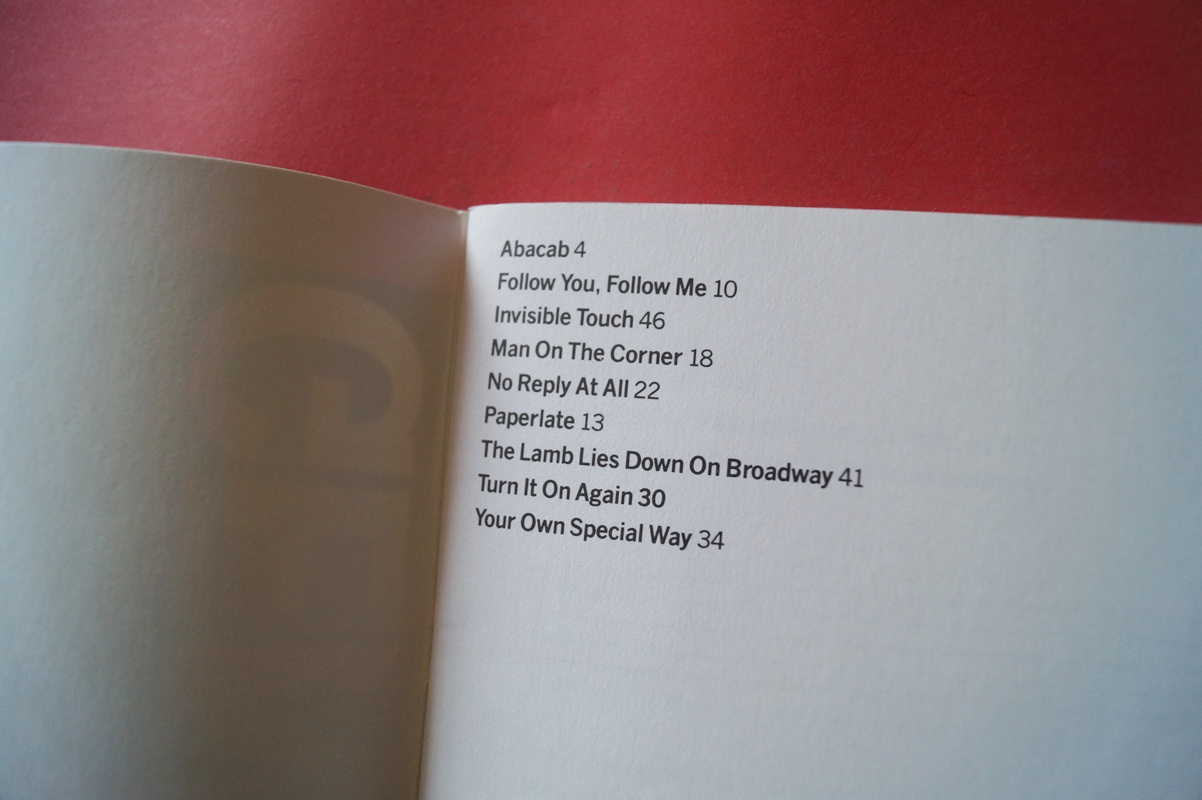 Abacab 4
Follow You, Follow Me 10
Invisible Touch 46
Man On The Corner 18
No Reply At All 22
Paperlate 13
The Lamb Lies Down On Broadway 41
Turn It On Again 30
Your Own Special Way 34